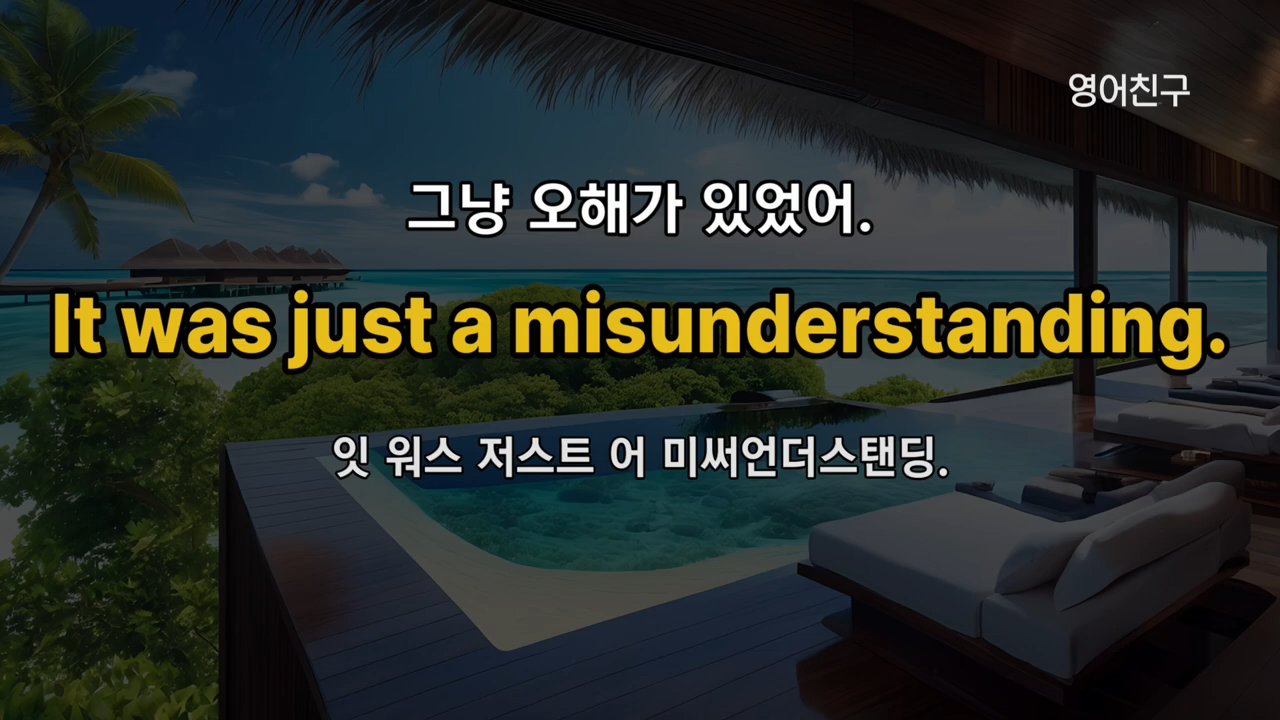 영어친구
그냥 오해가 있었어.
It was just a misunderstanding.
잇 워스 저스트 어 미써언더스탠딩.